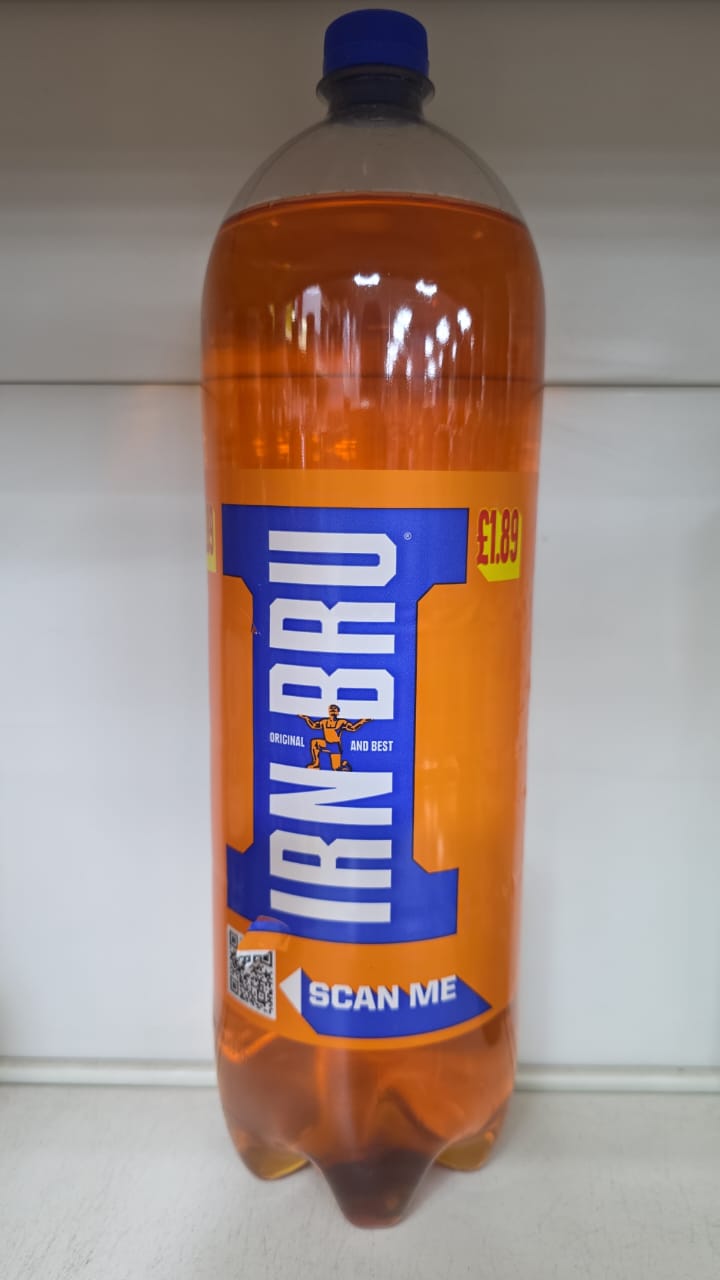 £1.89
IRN BRU®
ORIGINAL AND BEST
SCAN ME